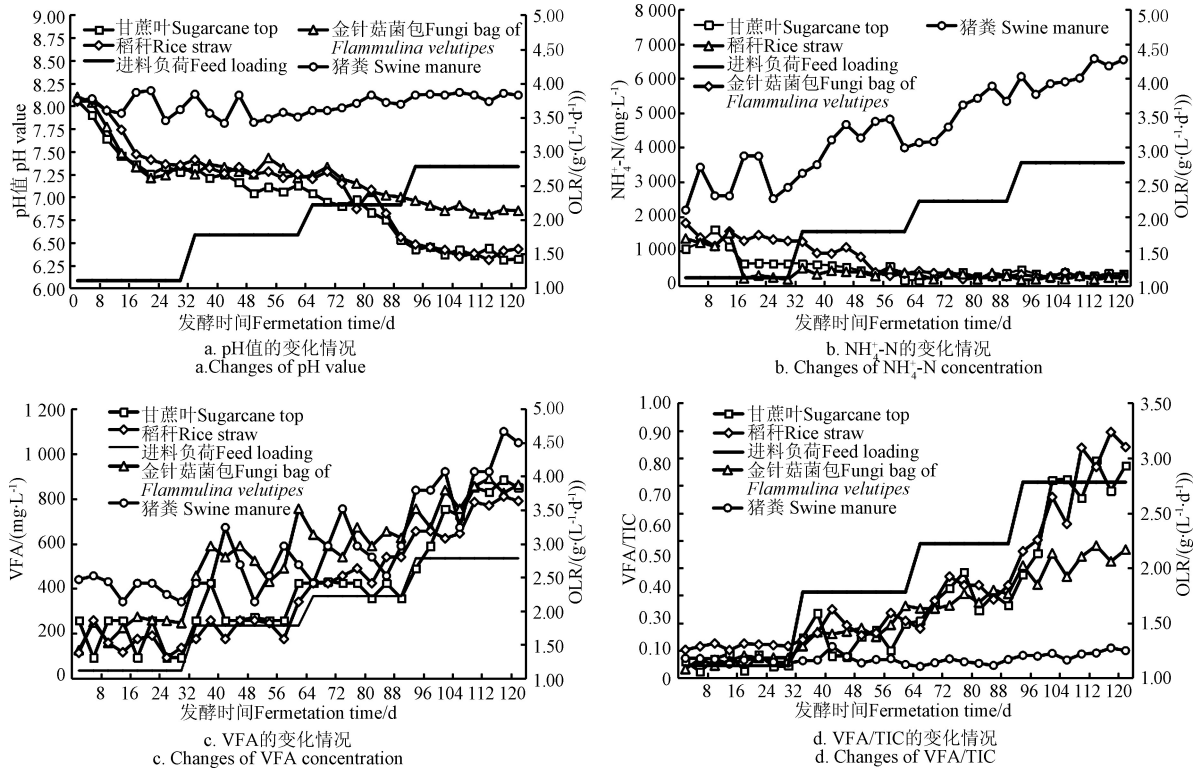 9.00
8.75
8.50
8.25
8.00
7.75
7.50
7.25
7.00
6.75
6.50
6.25
6.00
pH值 pH value
甘蔗叶Sugarcane top
稻秆Rice straw
进料负荷Feed loading
金针菇菌包Fungi bag of
Flammulina velutipes
猪粪 Swine manure
5.00
4.50
4.00
3.50
3.00
2.50
2.00
1.50
1.00
OLR/(g·(L⁻¹·d⁻¹))
0 8 16 24 32 40 48 56 64 72 80 88 96 104 112 120
发酵时间Fermetation time/d
a. pH值的变化情况
a.Changes of pH value
8 000
7 000
6 000
5 000
4 000
3 000
2 000
1 000
0
NH₄⁺-N/(mg·L⁻¹)
甘蔗叶Sugarcane top
稻秆Rice straw
进料负荷Feed loading
金针菇菌包Fungi bag of
Flammulina velutipes
猪粪 Swine manure
5.00
4.50
4.00
3.50
3.00
2.50
2.00
1.50
1.00
OLR/(g·(L⁻¹·d⁻¹))
8 16 24 32 40 48 56 64 72 80 88 96 104 112 120
发酵时间Fermetation time/d
b. NH₄⁺-N的变化情况
b. Changes of NH₄⁺-N concentration
1 200
1 000
800
600
400
200
0
VFA/(mg·L⁻¹)
甘蔗叶Sugarcane top
稻秆Rice straw
进料负荷Feed loading
金针菇菌包Fungi bag of
Flammulina velutipes
猪粪 Swine manure
5.00
4.50
4.00
3.50
3.00
2.50
2.00
1.50
1.00
OLR/(g·(L⁻¹·d⁻¹))
0 8 16 24 32 40 48 56 64 72 80 88 96 104 112 120
发酵时间Fermetation time/d
c. VFA的变化情况
c. Changes of VFA concentration
1.00
0.90
0.80
0.70
0.60
0.50
0.40
0.30
0.10
0
VFA/TIC
甘蔗叶Sugarcane top
稻秆Rice straw
进料负荷Feed loading
金针菇菌包Fungi bag of
Flammulina velutipes
猪粪 Swine manure
3.50
3.00
2.50
2.00
1.50
1.00
OLR/(g·(L⁻¹·d⁻¹))
8 16 24 32 40 48 56 64 72 80 88 96 104 112 120
发酵时间Fermetation time/d
d. VFA/TIC的变化情况
d. Changes of VFA/TIC